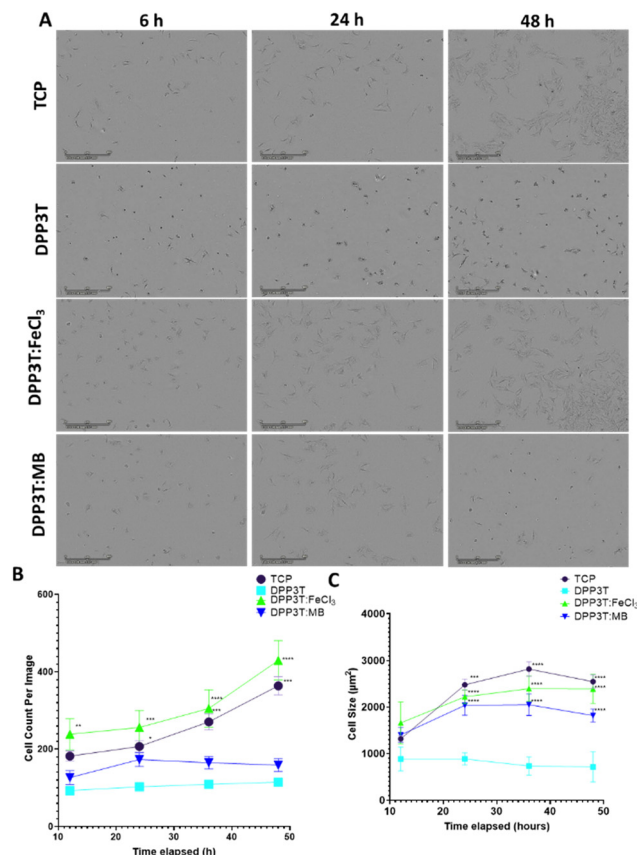 A
6 h 24 h 48 h
TCP
DPP3T
DPP3T:FeCl₃
DPP3T:MB
B
TCP
DPP3T
DPP3T:FeCl₃
DPP3T:MB
600
400
200
0
Cell Count Per Image
10 20 30 40 50
Time elapsed (h)
** *** **** ****
* *** ***
C
TCP
DPP3T
DPP3T:FeCl₃
DPP3T:MB
4000
3000
2000
1000
0
Cell Size (µm²)
10 20 30 40 50
Time elapsed (hours)
*** **** ****
**** **** ****
**** **** ****